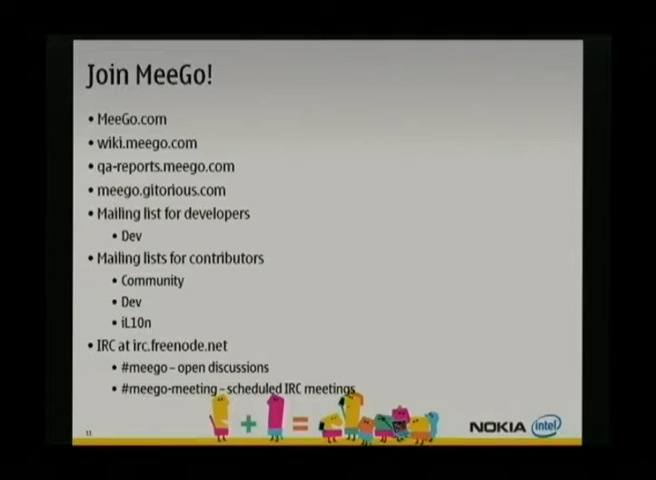 Join MeeGo!
• MeeGo.com
• wiki.meego.com
• qa-reports.meego.com
• meego.gitorious.com
• Mailing list for developers
• Dev
• Mailing lists for contributors
• Community
• Dev
• iL10n
• IRC at irc.freenode.net
• #meego – open discussions
• #meego-meeting – scheduled IRC meetings
+ =
11
NOKIA intel